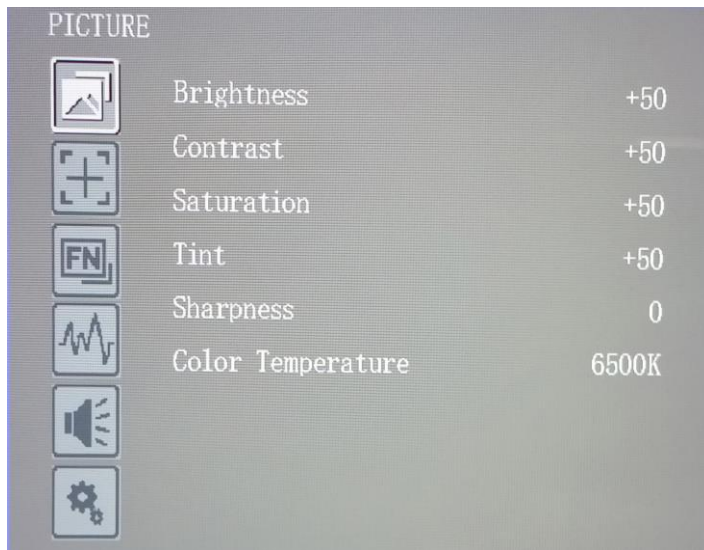 PICTURE
Brightness +50
Contrast +50
Saturation +50
FN
Tint +50
Sharpness 0
Color Temperature 6500K